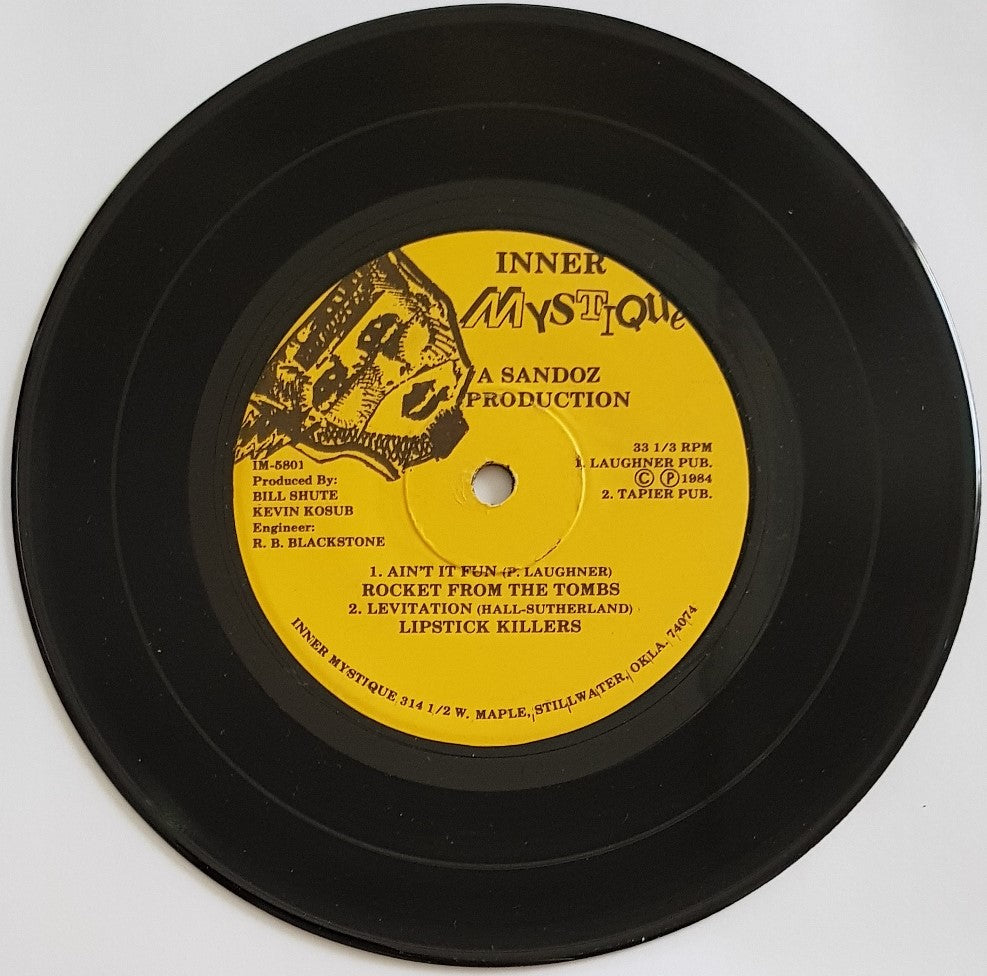 INNER
MYSTIQUE
A SANDOZ
PRODUCTION
IM-5801
Produced By:
BILL SHUTE
KEVIN KOSUB
Engineer:
R. B. BLACKSTONE
33 1/3 RPM
1. LAUGHNER PUB.
© ℗ 1984
2. TAPIER PUB.
1. AIN'T IT FUN (P. LAUGHNER)
ROCKET FROM THE TOMBS
2. LEVITATION (HALL-SUTHERLAND)
LIPSTICK KILLERS
INNER MYSTIQUE 314 1/2 W. MAPLE, STILLWATER, OKLA. 74074